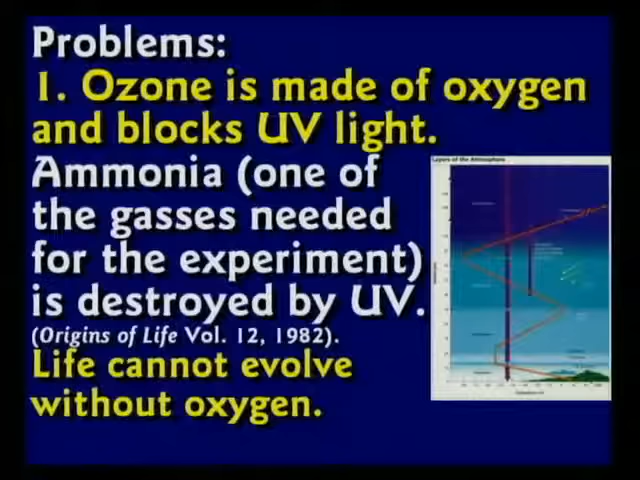 Problems:
1. Ozone is made of oxygen
and blocks UV light.
Ammonia (one of
the gasses needed
for the experiment)
is destroyed by UV.
(Origins of Life Vol. 12, 1982).
Life cannot evolve
without oxygen.
Layers of the Atmosphere